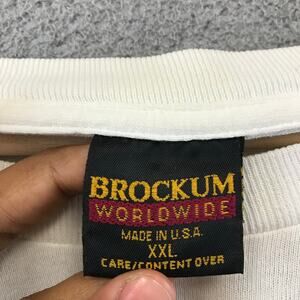 BROCKUM
WORLDWIDE
MADE IN U.S.A.
XXL
CARE/CONTENT OVER